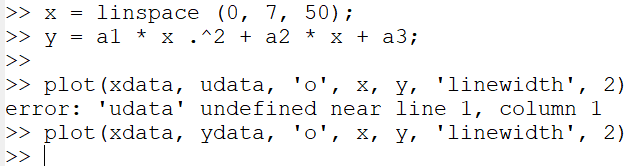 >> x = linspace (0, 7, 50);
>> y = a1 * x .^2 + a2 * x + a3;
>>
>> plot(xdata, udata, 'o', x, y, 'linewidth', 2)
error: 'udata' undefined near line 1, column 1
>> plot(xdata, ydata, 'o', x, y, 'linewidth', 2)
>>